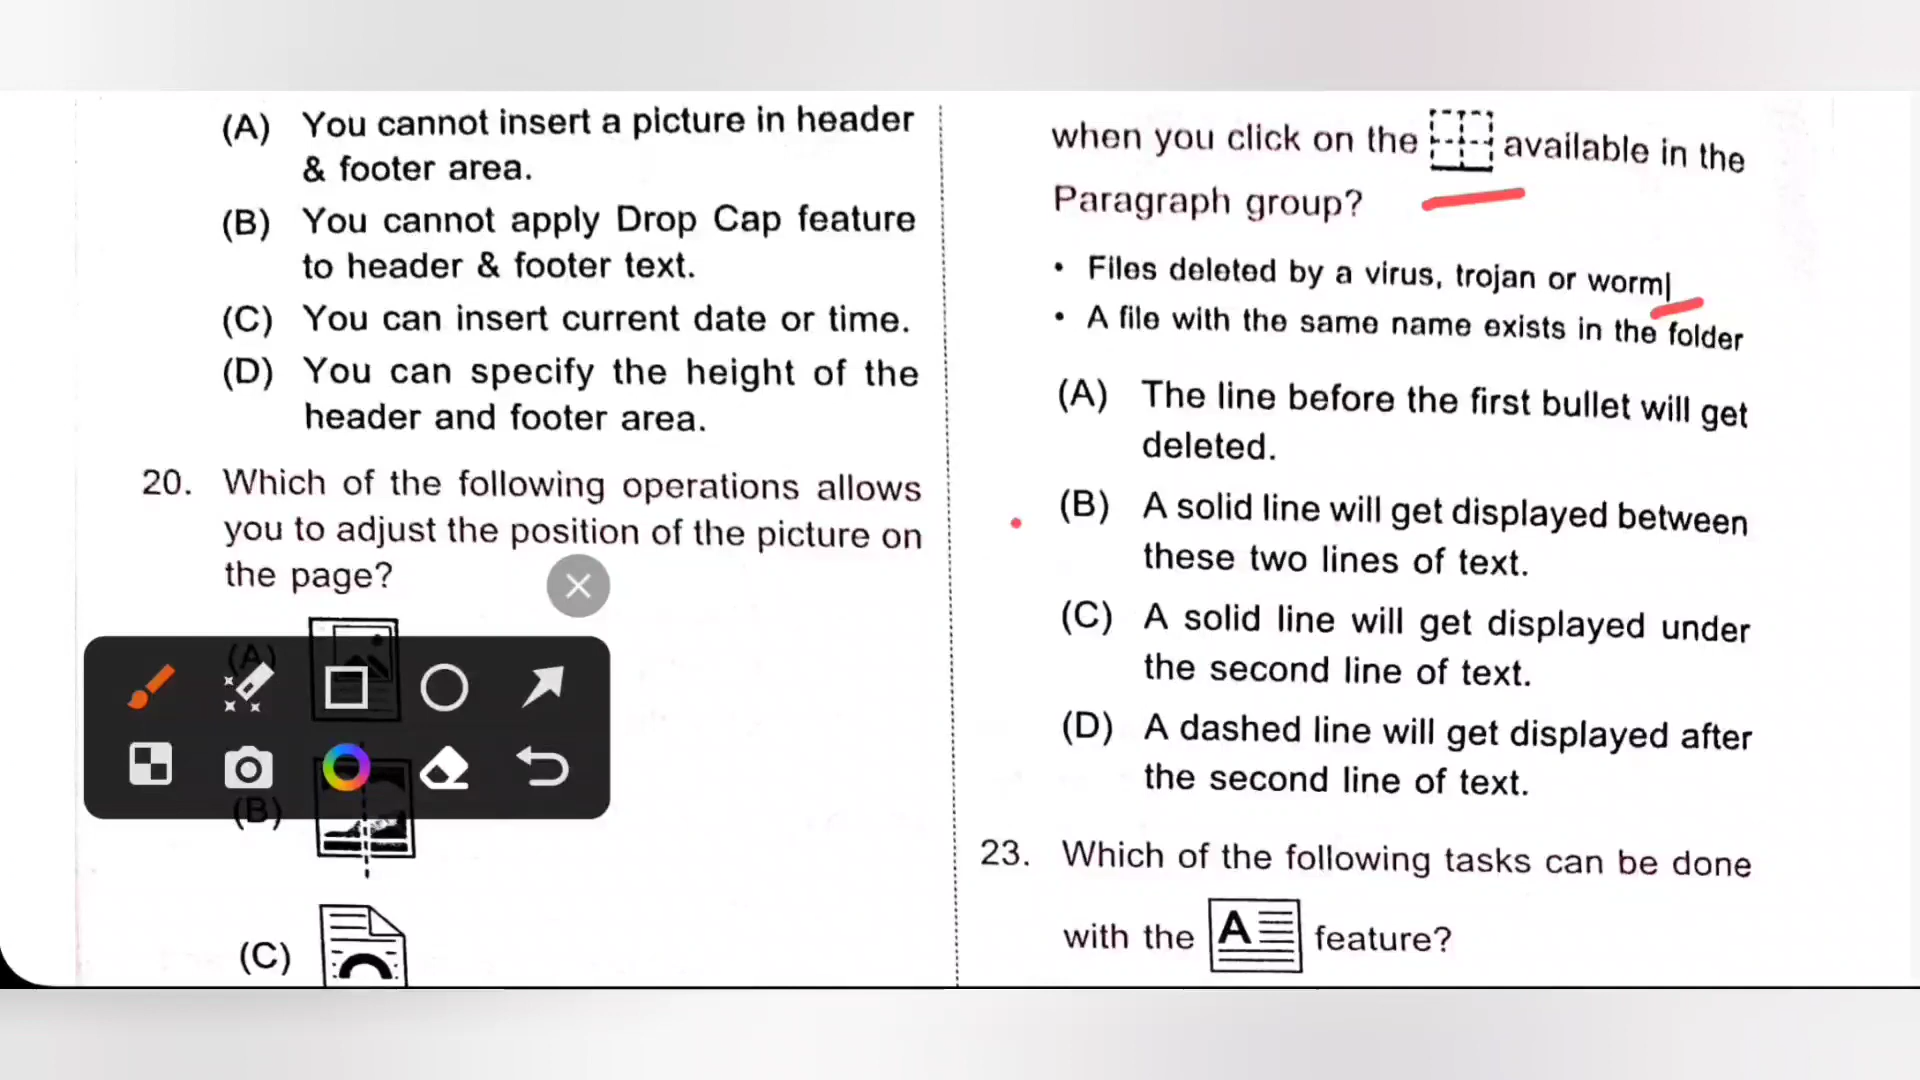 (A) You cannot insert a picture in header
& footer area.
(B) You cannot apply Drop Cap feature
to header & footer text.
(C) You can insert current date or time.
(D) You can specify the height of the
header and footer area.
20. Which of the following operations allows
you to adjust the position of the picture on
the page?
(A)
(B)
(C)
when you click on the available in the
Paragraph group?
• Files deleted by a virus, trojan or worm|
• A file with the same name exists in the folder
(A) The line before the first bullet will get
deleted.
(B) A solid line will get displayed between
these two lines of text.
(C) A solid line will get displayed under
the second line of text.
(D) A dashed line will get displayed after
the second line of text.
23. Which of the following tasks can be done
with the A feature?